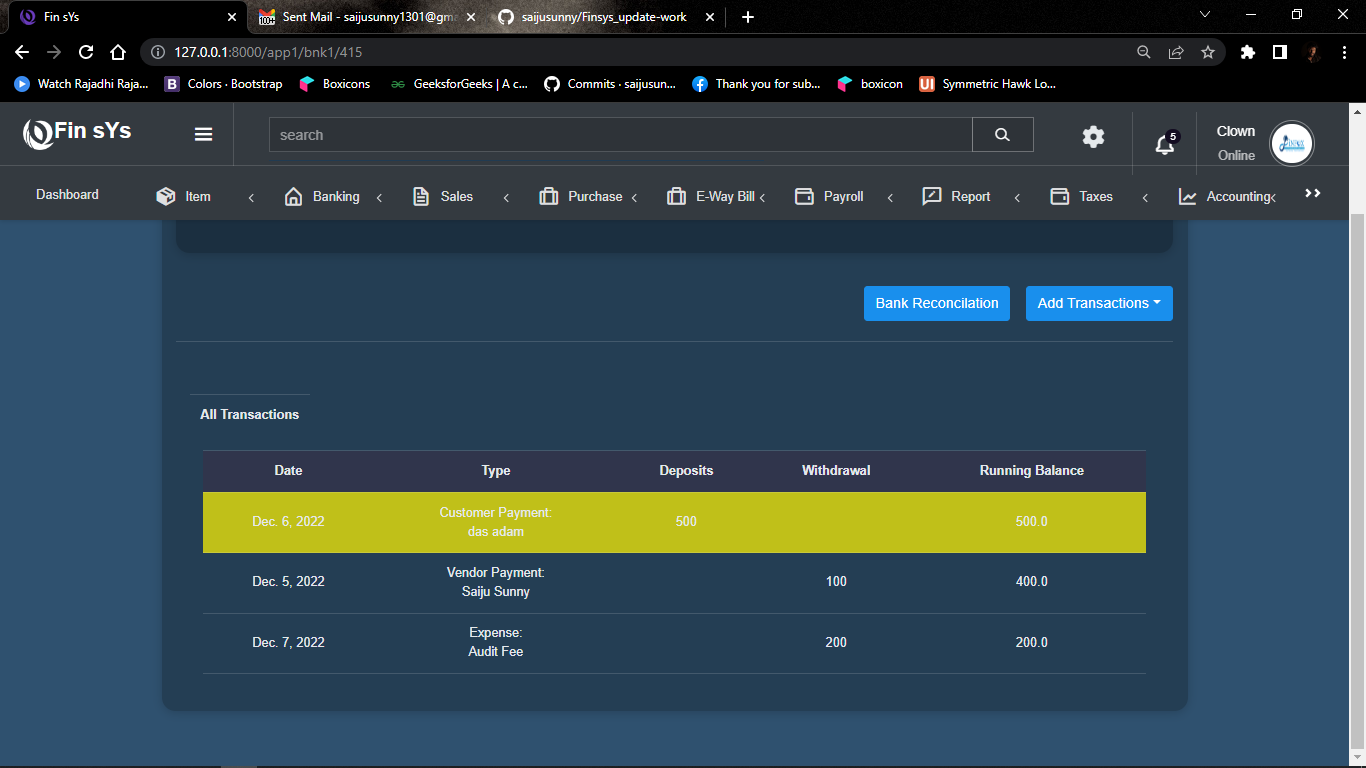 Fin sYs
Sent Mail - saijusunny1301@gma
saijusunny/Finsys_update-work
127.0.0.1:8000/app1/bnk1/415
Watch Rajadhi Raja...
Colors · Bootstrap
Boxicons
GeeksforGeeks | A c...
Commits · saijusun...
Thank you for sub...
boxicon
Symmetric Hawk Lo...
Fin sYs
search
5
Clown
Online
Dashboard
Item
Banking
Sales
Purchase
E-Way Bill
Payroll
Report
Taxes
Accounting
Bank Reconcilation
Add Transactions
All Transactions
Date Type Deposits Withdrawal Running Balance
Dec. 6, 2022 Customer Payment: 500 500.0
das adam
Dec. 5, 2022 Vendor Payment: 100 400.0
Saiju Sunny
Dec. 7, 2022 Expense: 200 200.0
Audit Fee